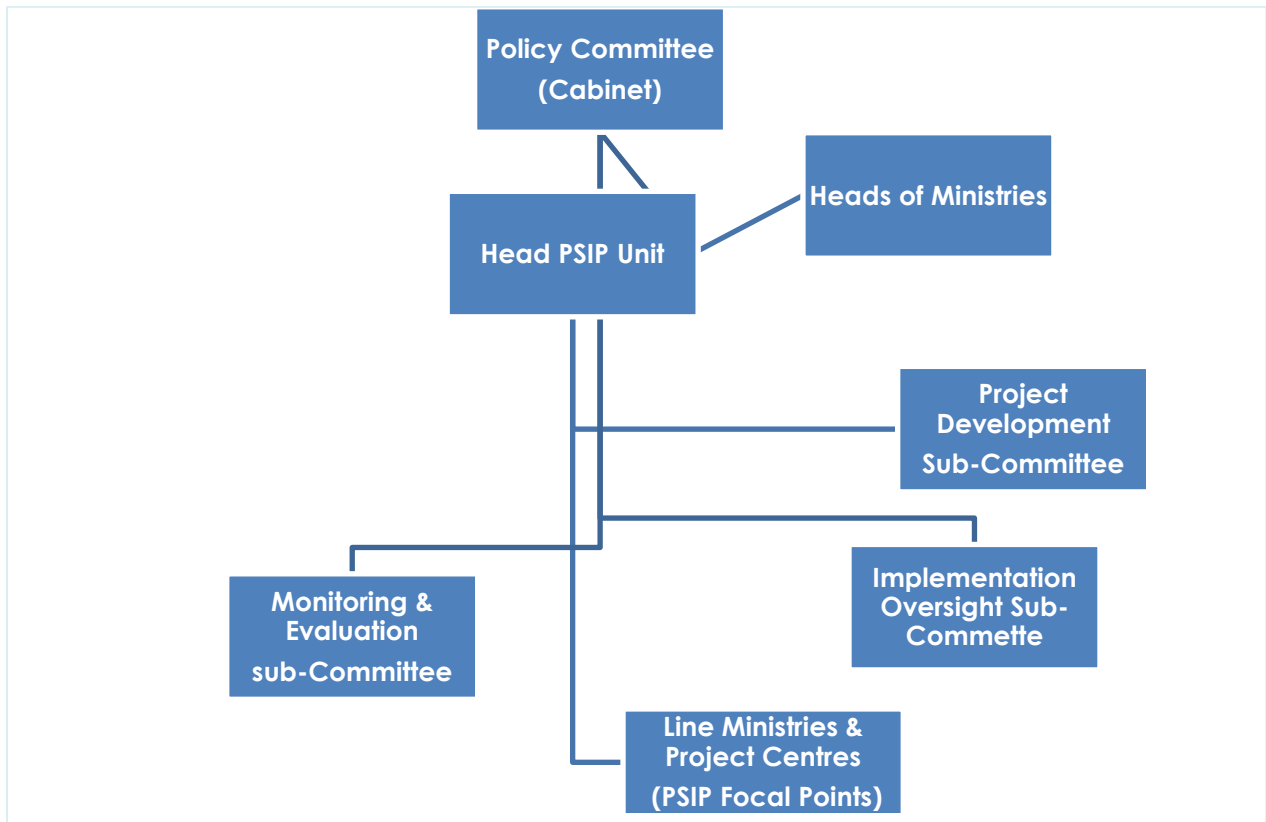 Policy Committee
(Cabinet)
Heads of Ministries
Head PSIP Unit
Project
Development
Sub-Committee
Implementation
Oversight Sub-
Commette
Monitoring &
Evaluation
sub-Committee
Line Ministries &
Project Centres
(PSIP Focal Points)